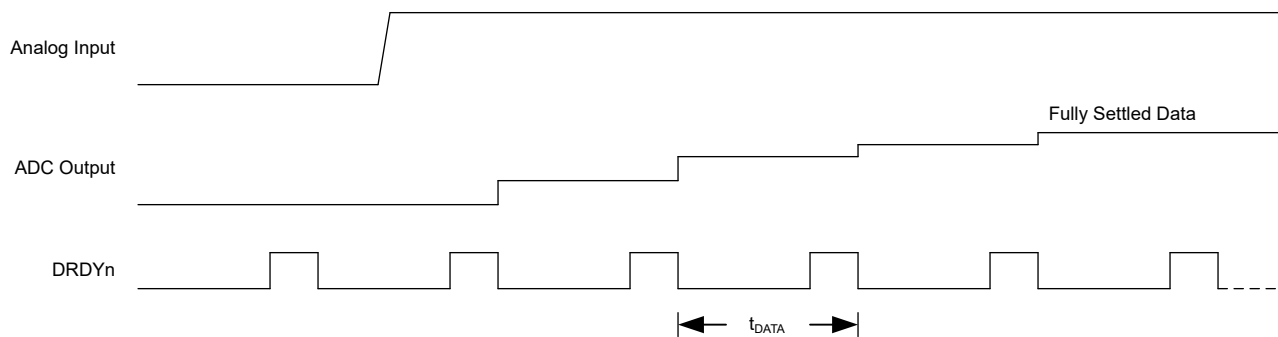 Analog Input
Fully Settled Data
ADC Output
DRDYn
tDATA